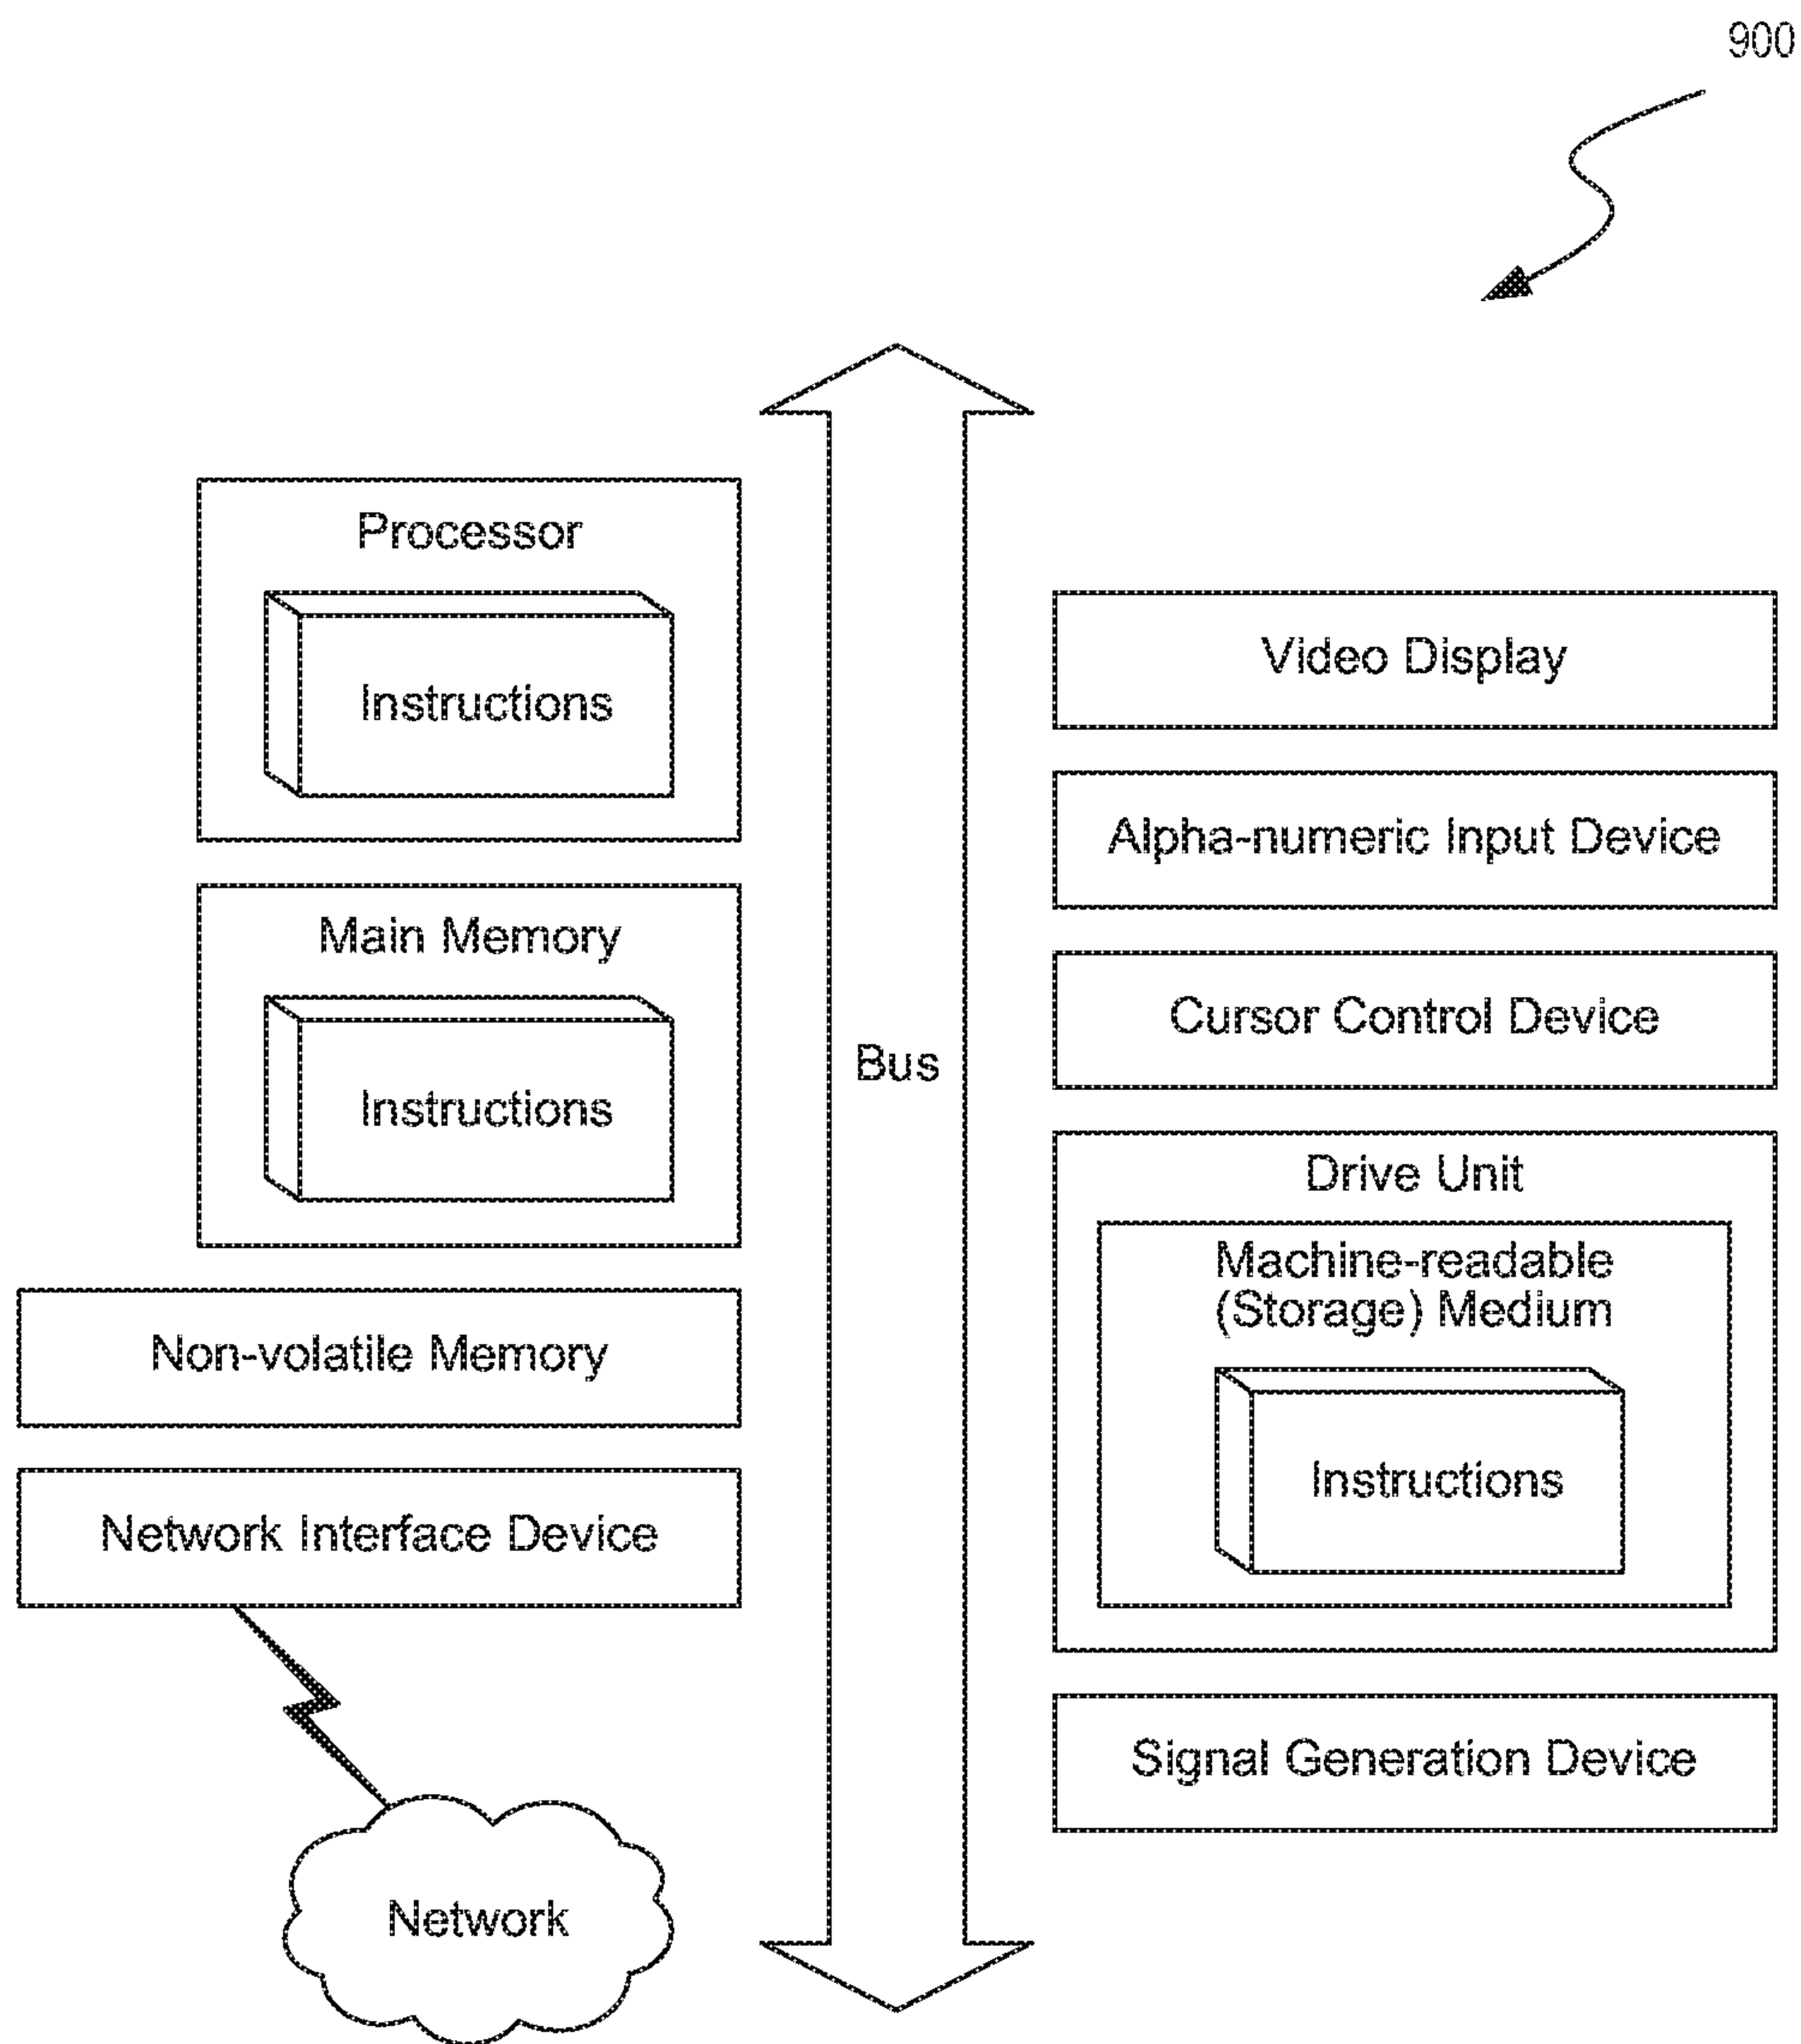 900
Processor
Instructions
Main Memory
Instructions
Non-volatile Memory
Network Interface Device
Network
Bus
Video Display
Alpha-numeric Input Device
Cursor Control Device
Drive Unit
Machine-readable
(Storage) Medium
Instructions
Signal Generation Device